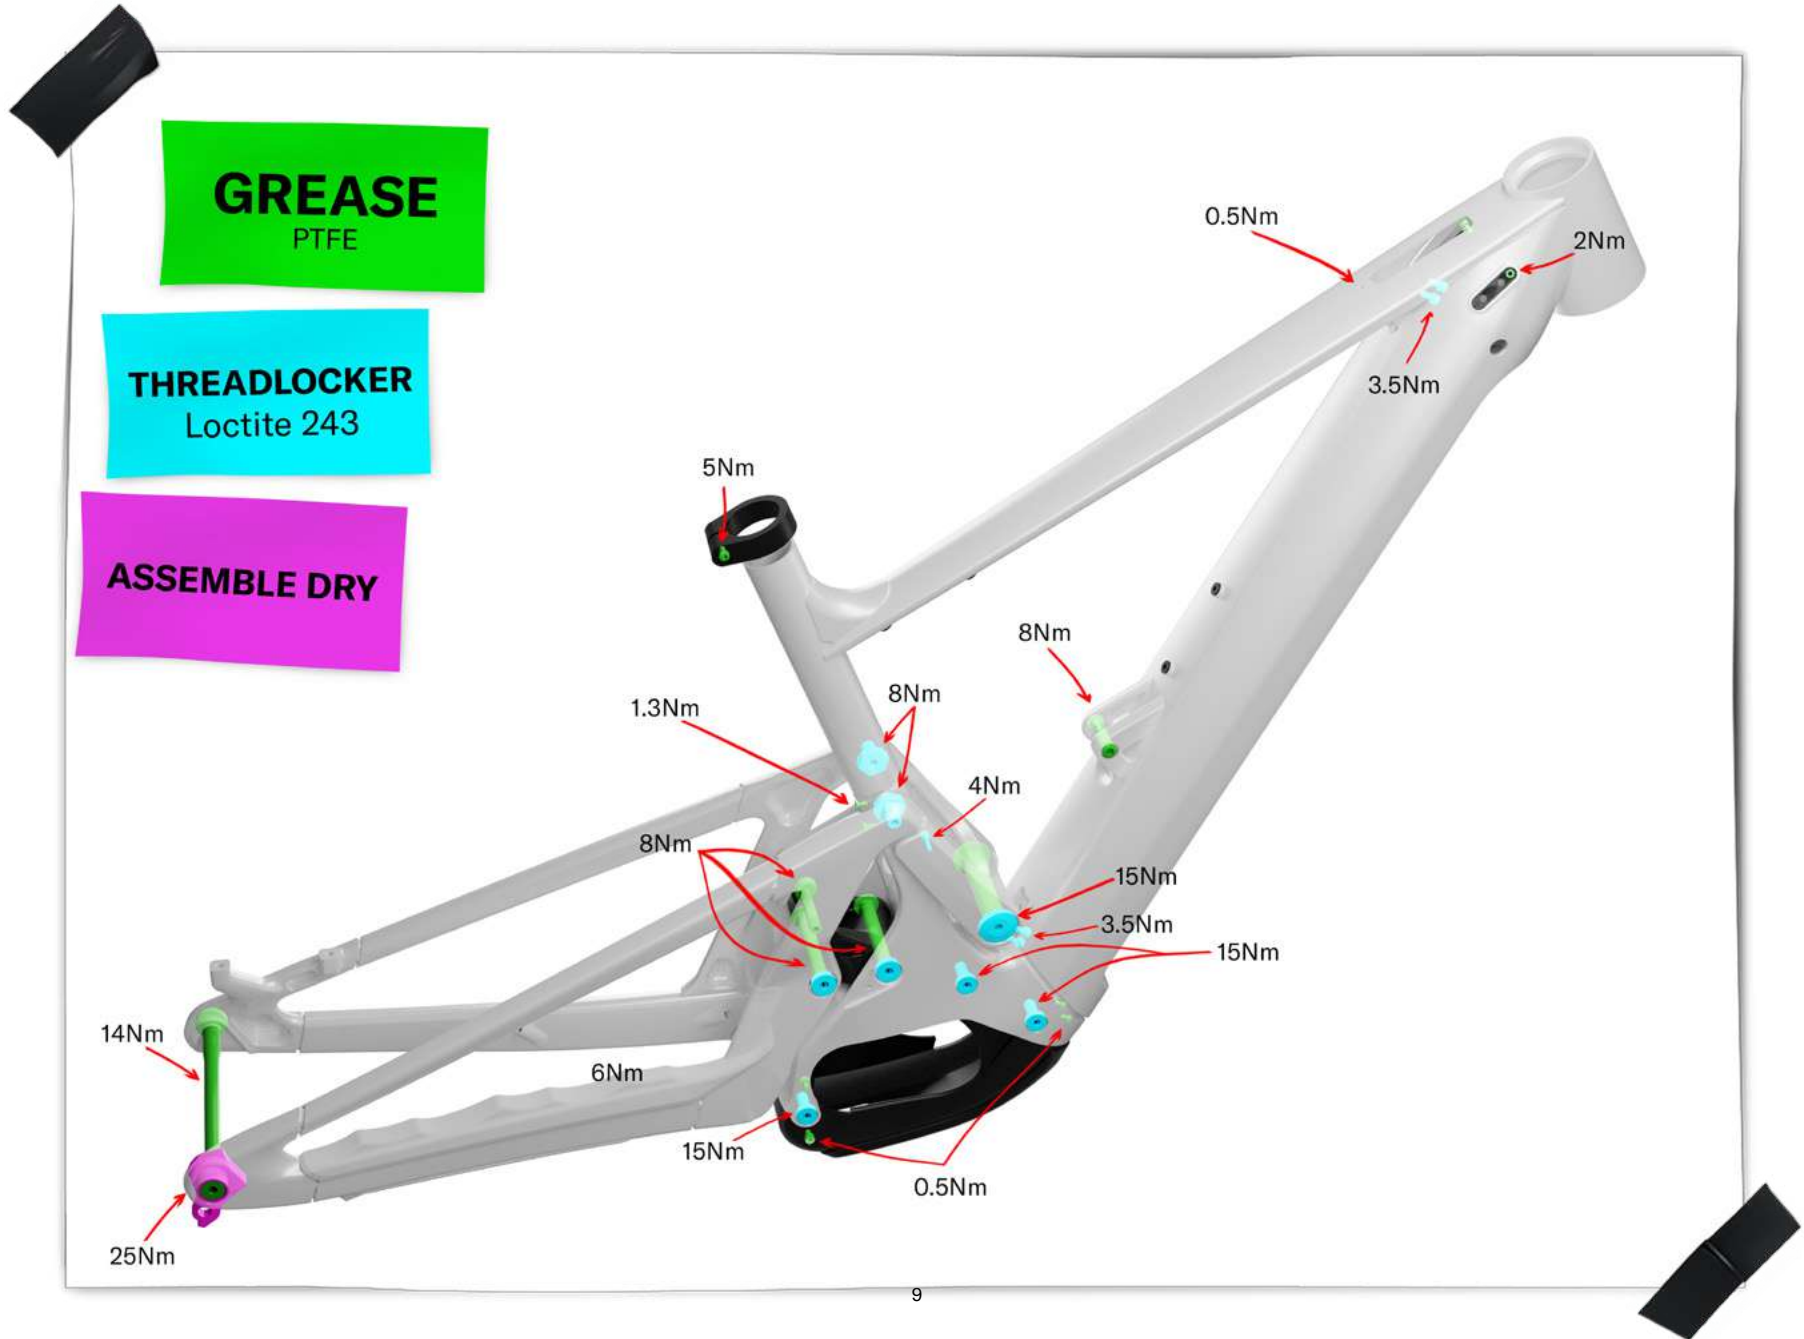 GREASE
PTFE
THREADLOCKER
Loctite 243
ASSEMBLE DRY
0.5Nm
2Nm
3.5Nm
5Nm
8Nm
8Nm
1.3Nm
4Nm
8Nm
15Nm
3.5Nm
15Nm
14Nm
6Nm
15Nm
0.5Nm
25Nm
9